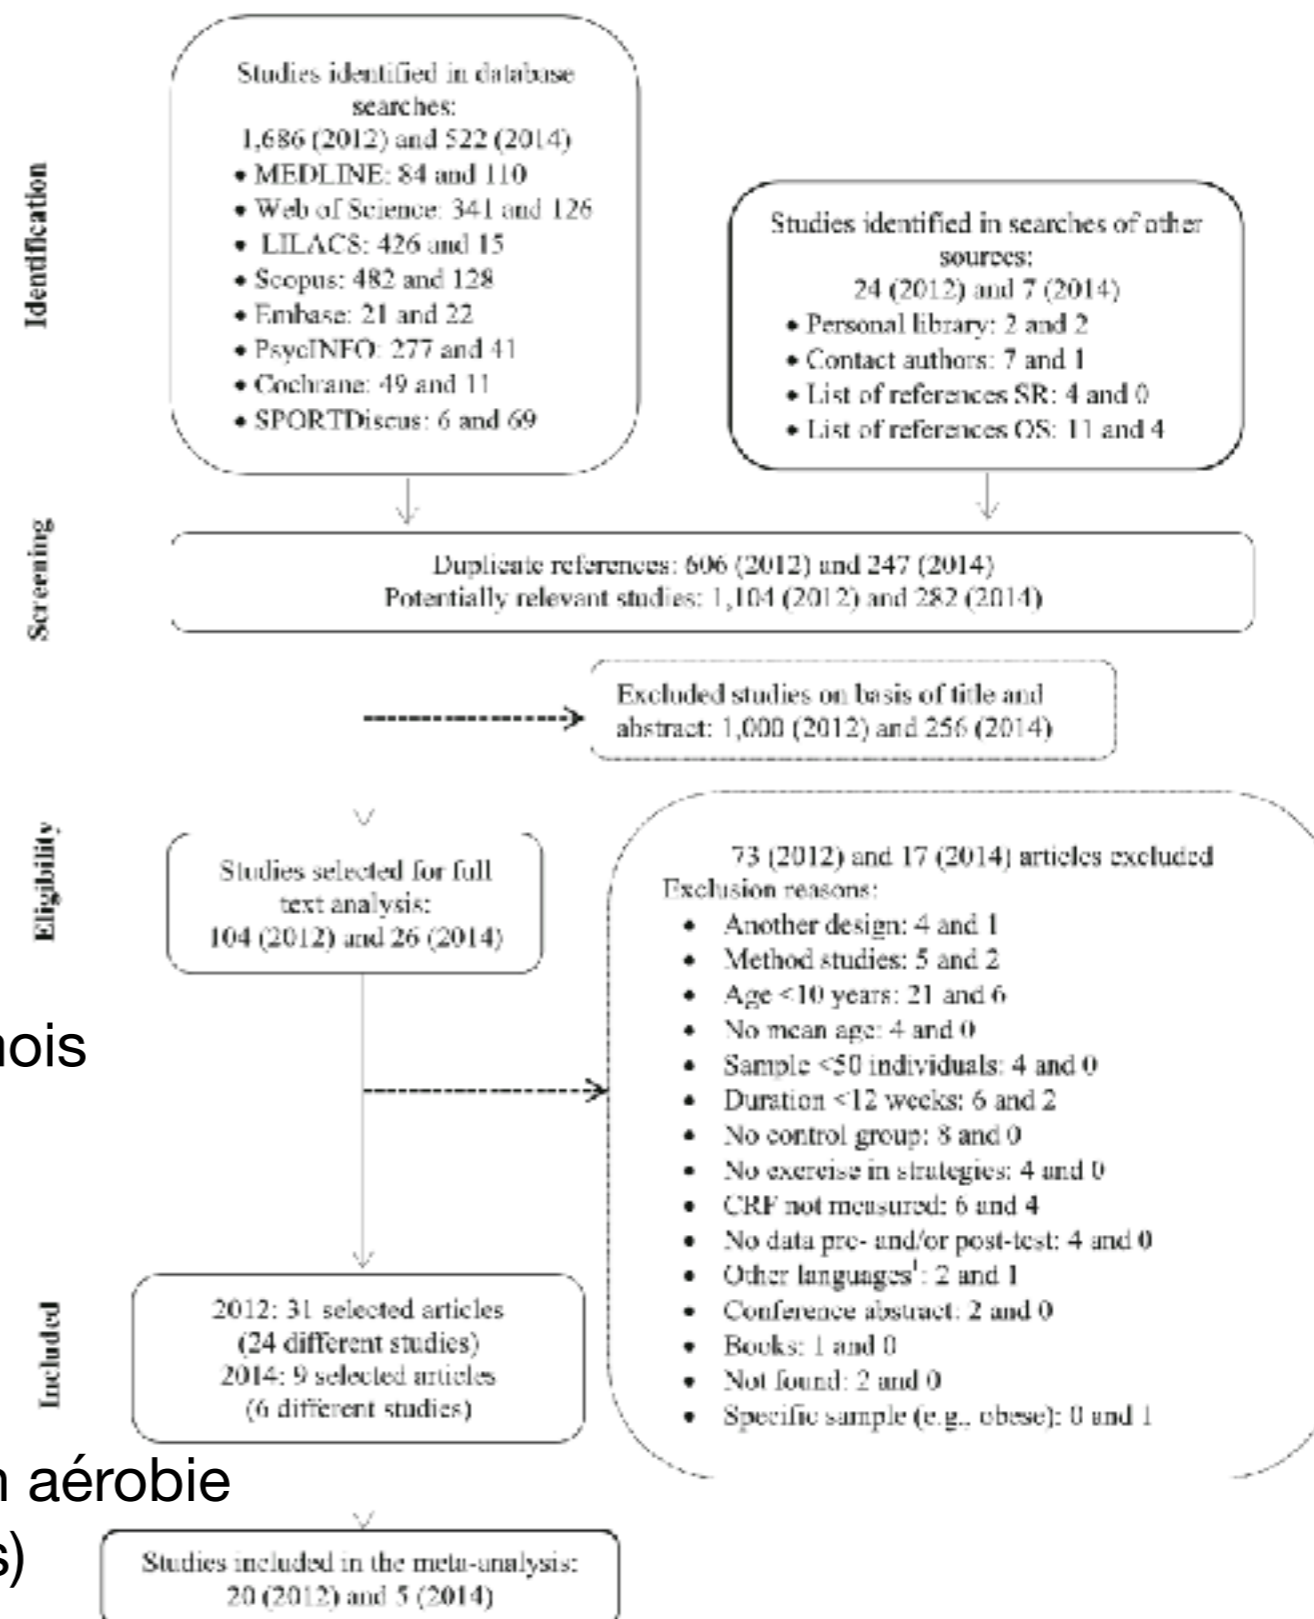 Identification
Studies identified in database
searches:
1,686 (2012) and 522 (2014)
• MEDLINE: 84 and 110
• Web of Science: 341 and 126
• LILACS: 426 and 15
• Scopus: 482 and 128
• Embase: 21 and 22
• PsycINFO: 277 and 41
• Cochrane: 49 and 11
• SPORTDiscus: 6 and 69
Studies identified in searches of other
sources:
24 (2012) and 7 (2014)
• Personal library: 2 and 2
• Contact authors: 7 and 1
• List of references SR: 4 and 0
• List of references OS: 11 and 4
Screening
Duplicate references: 606 (2012) and 247 (2014)
Potentially relevant studies: 1,104 (2012) and 282 (2014)
Excluded studies on basis of title and
abstract: 1,000 (2012) and 256 (2014)
Eligibility
Studies selected for full
text analysis:
104 (2012) and 26 (2014)
73 (2012) and 17 (2014) articles excluded
Exclusion reasons:
• Another design: 4 and 1
• Method studies: 5 and 2
• Age <10 years: 21 and 6
• No mean age: 4 and 0
• Sample <50 individuals: 4 and 0
• Duration <12 weeks: 6 and 2
• No control group: 8 and 0
• No exercise in strategies: 4 and 0
• CRF not measured: 6 and 4
• No data pre- and/or post-test: 4 and 0
• Other languages¹: 2 and 1
• Conference abstract: 2 and 0
• Books: 1 and 0
• Not found: 2 and 0
• Specific sample (e.g., obese): 0 and 1
nois
Included
2012: 31 selected articles
(24 different studies)
2014: 9 selected articles
(6 different studies)
n aérobie
s)
Studies included in the meta-analysis:
20 (2012) and 5 (2014)